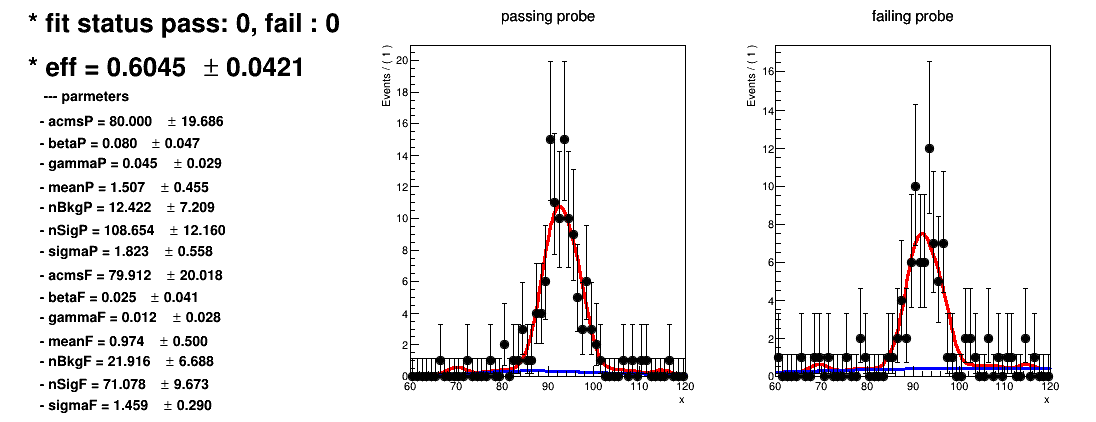 * fit status pass: 0, fail : 0
* eff = 0.6045 ± 0.0421
--- parmeters
- acmsP = 80.000 ± 19.686
- betaP = 0.080 ± 0.047
- gammaP = 0.045 ± 0.029
- meanP = 1.507 ± 0.455
- nBkgP = 12.422 ± 7.209
- nSigP = 108.654 ± 12.160
- sigmaP = 1.823 ± 0.558
- acmsF = 79.912 ± 20.018
- betaF = 0.025 ± 0.041
- gammaF = 0.012 ± 0.028
- meanF = 0.974 ± 0.500
- nBkgF = 21.916 ± 6.688
- nSigF = 71.078 ± 9.673
- sigmaF = 1.459 ± 0.290
passing probe
Events / ( 1 )
20
18
16
14
12
10
8
6
4
2
0
60 70 80 90 100 110 120
x
failing probe
Events / ( 1 )
16
14
12
10
8
6
4
2
0
60 70 80 90 100 110 120
x